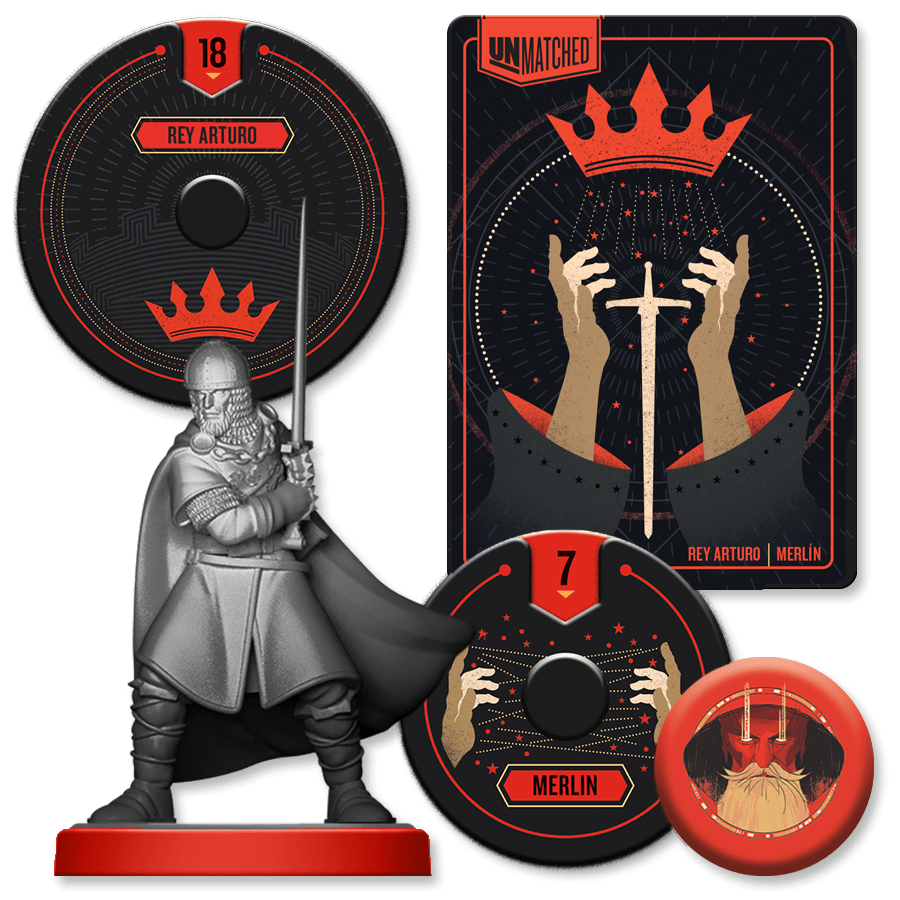 18
REY ARTURO
UNMATCHED
REY ARTURO | MERLÍN
7
MERLIN